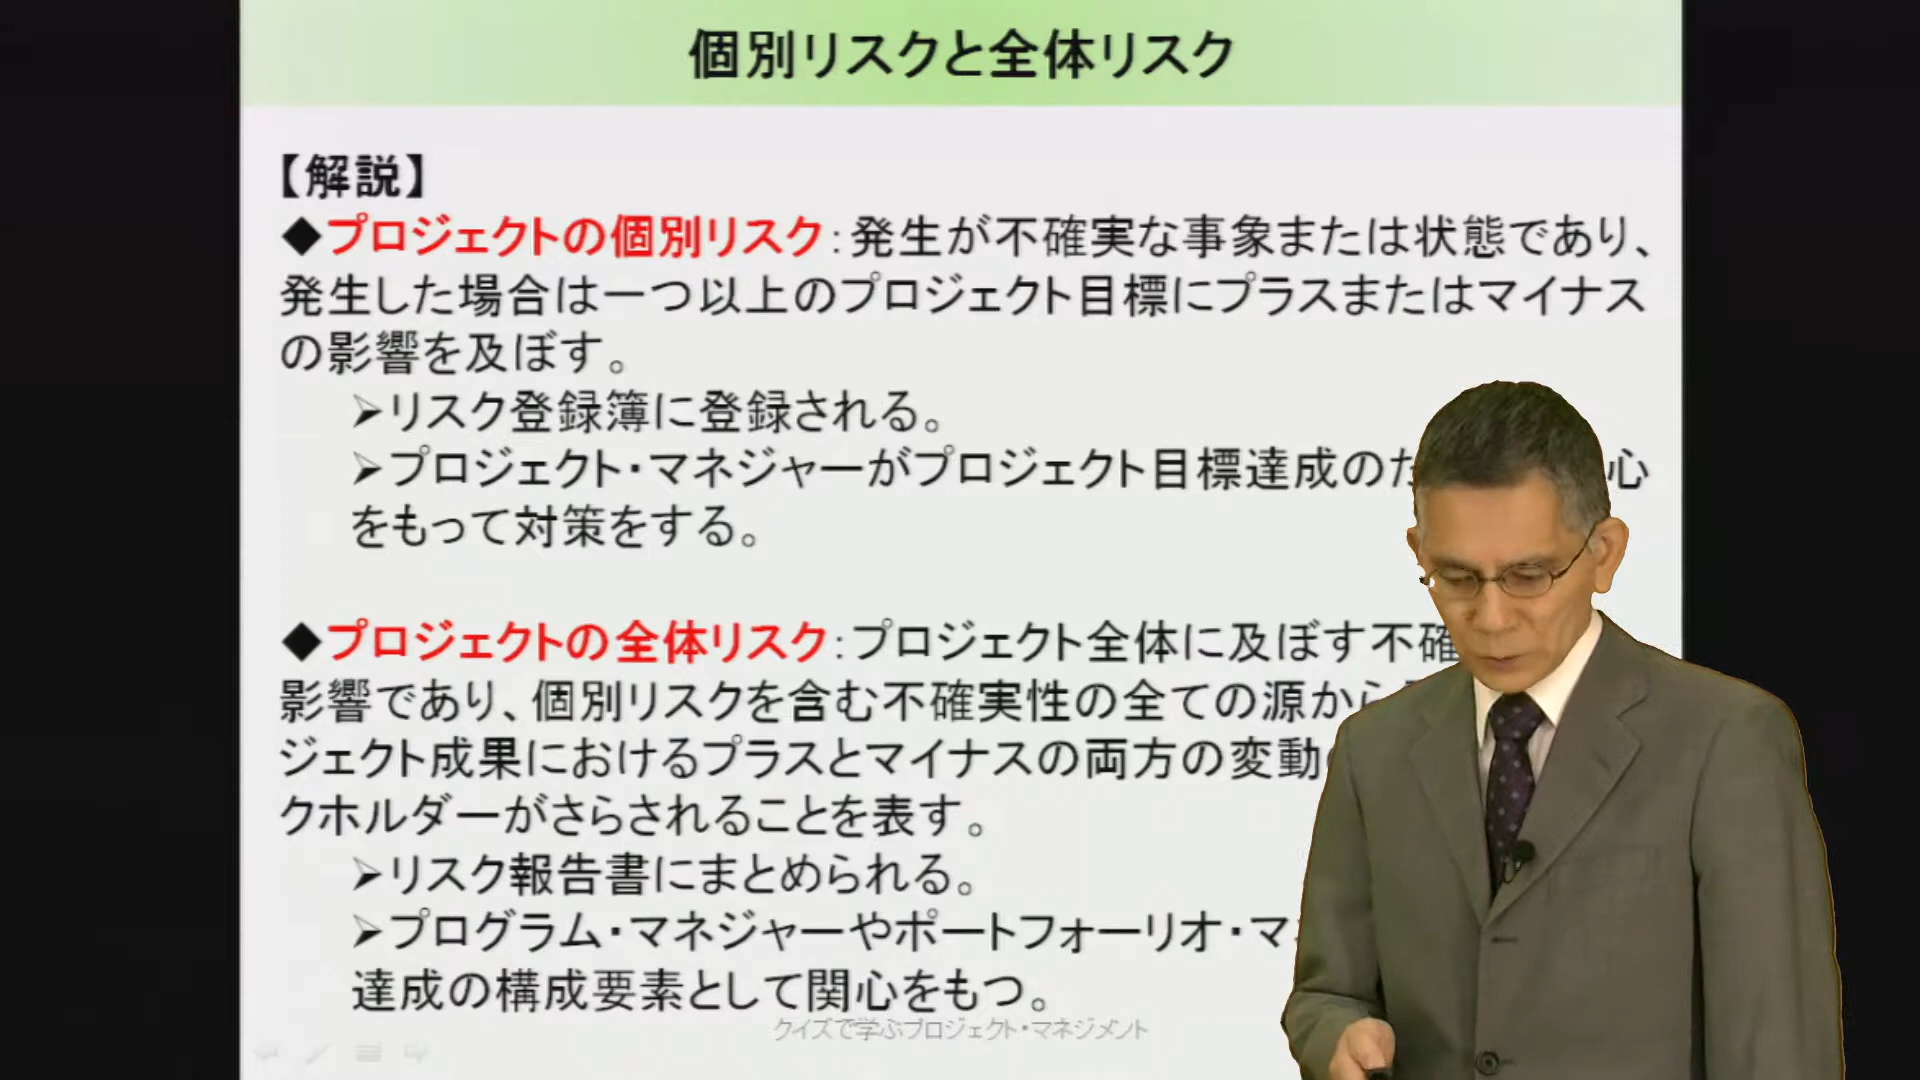 個別リスクと全体リスク
【解説】
◆プロジェクトの個別リスク：発生が不確実な事象または状態であり、
発生した場合は一つ以上のプロジェクト目標にプラスまたはマイナス
の影響を及ぼす。
➢リスク登録簿に登録される。
➢プロジェクト・マネジャーがプロジェクト目標達成の 心
をもって対策をする。
◆プロジェクトの全体リスク：プロジェクト全体に及ぼす不確
影響であり、個別リスクを含む不確実性の全ての源から
ジェクト成果におけるプラスとマイナスの両方の変動
クホルダーがさらされることを表す。
➢リスク報告書にまとめられる。
➢プログラム・マネジャーやポートフォーリオ・マ
達成の構成要素として関心をもつ。
クイズで学ぶプロジェクト・マネジメント